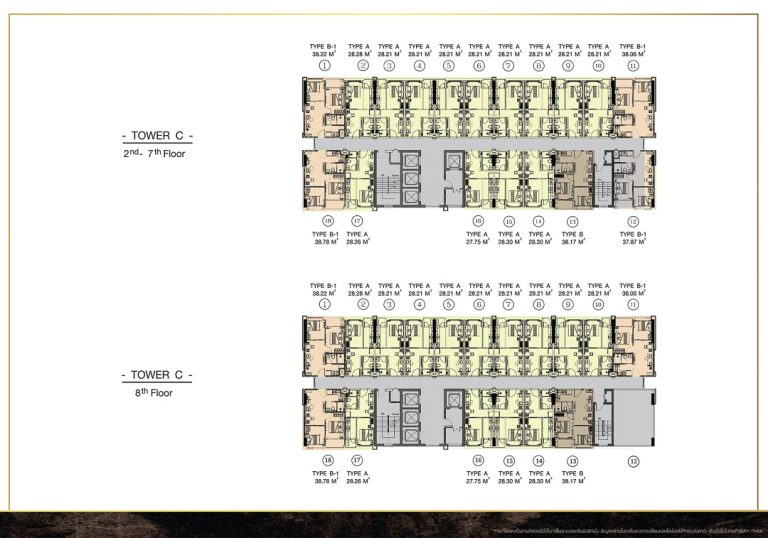 TYPE B-1 TYPE A TYPE A TYPE A TYPE A TYPE A TYPE A TYPE A TYPE A TYPE A TYPE B-1
38.22 M² 28.28 M² 28.21 M² 28.21 M² 28.21 M² 28.21 M² 28.21 M² 28.21 M² 28.21 M² 28.21 M² 38.06 M²
1 2 3 4 5 6 7 8 9 10 11
- TOWER C -
2nd- 7th Floor
18 17 16 15 14 13 12
TYPE B-1 TYPE A TYPE A TYPE A TYPE A TYPE B TYPE B-1
38.78 M² 28.26 M² 27.75 M² 28.30 M² 28.30 M² 38.17 M² 37.87 M²
TYPE B-1 TYPE A TYPE A TYPE A TYPE A TYPE A TYPE A TYPE A TYPE A TYPE A TYPE B-1
38.22 M² 28.26 M² 28.21 M² 28.21 M² 28.21 M² 28.21 M² 28.21 M² 28.21 M² 28.21 M² 28.21 M² 38.06 M²
1 2 3 4 5 6 7 8 9 10 11
- TOWER C -
8th Floor
18 17 16 15 14 13 12
TYPE B-1 TYPE A TYPE A TYPE A TYPE A TYPE B
38.78 M² 28.26 M² 27.75 M² 28.30 M² 28.30 M² 38.17 M²